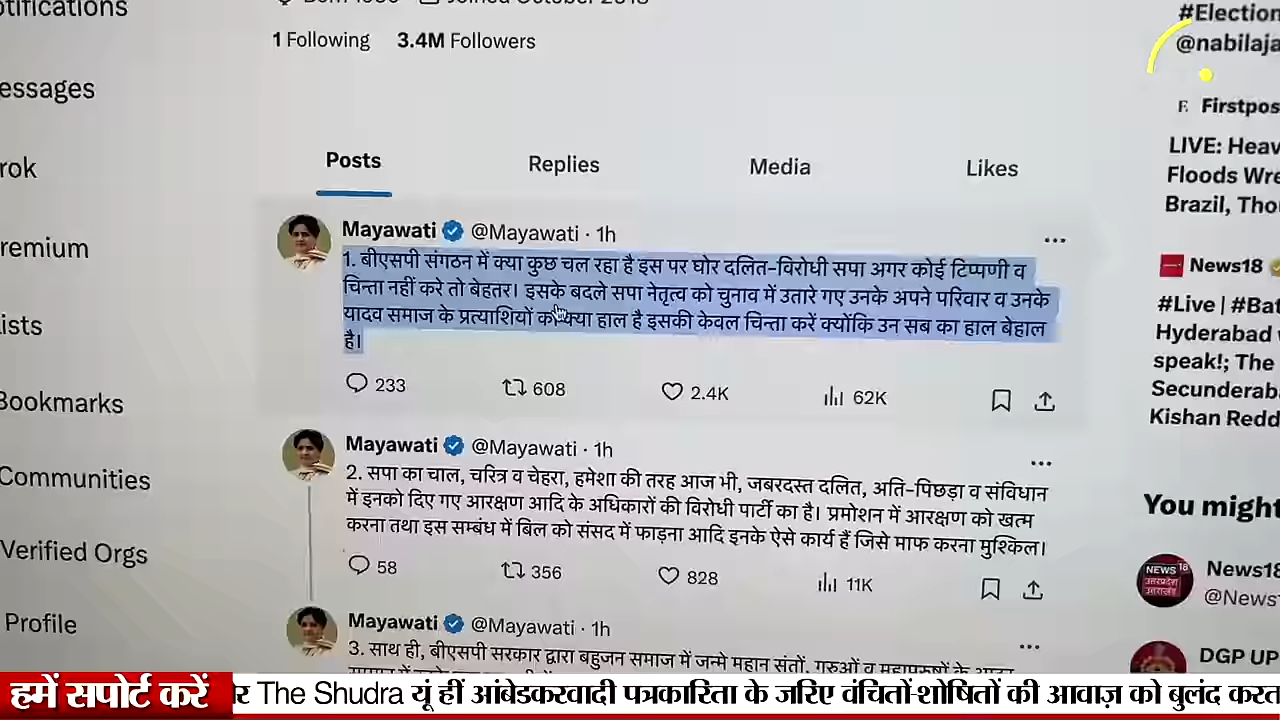 1 Following 3.4M Followers
#Election
@nabilaja
Firstpos
LIVE: Heav
Floods Wre
Brazil, Tho
Posts Replies Media Likes
Mayawati @Mayawati · 1h
1. बीएसपी संगठन में क्या कुछ चल रहा है इस पर घोर दलित-विरोधी सपा अगर कोई टिप्पणी व
चिन्ता नहीं करे तो बेहतर। इसके बदले सपा नेतृत्व को चुनाव में उतारे गए उनके अपने परिवार व उनके
यादव समाज के प्रत्याशियों का क्या हाल है इसकी केवल चिन्ता करें क्योंकि उन सब का हाल बेहाल
है।
233 608 2.4K 62K
Mayawati @Mayawati · 1h
2. सपा का चाल, चरित्र व चेहरा, हमेशा की तरह आज भी, जबरदस्त दलित, अति-पिछड़ा व संविधान
में इनको दिए गए आरक्षण आदि के अधिकारों की विरोधी पार्टी का है। प्रमोशन में आरक्षण को खत्म
करना तथा इस सम्बंध में बिल को संसद में फाड़ना आदि इनके ऐसे कार्य हैं जिसे माफ करना मुश्किल।
58 356 828 11K
Mayawati @Mayawati · 1h
3. साथ ही, बीएसपी सरकार द्वारा बहुजन समाज में जन्मे महान संतों, गुरुओं व महापुरुषों के
otifications
essages
rok
remium
ists
Bookmarks
Communities
Verified Orgs
Profile
News18
#Live | #Bat
Hyderabad
speak!; The
Secunderab
Kishan Redd
You might
NEWS 18
News18
@News
DGP UP
हमें सपोर्ट करें
र The Shudra यूं हीं आंबेडकरवादी पत्रकारिता के जरिए वंचितों-शोषितों की आवाज़ को बुलंद करत